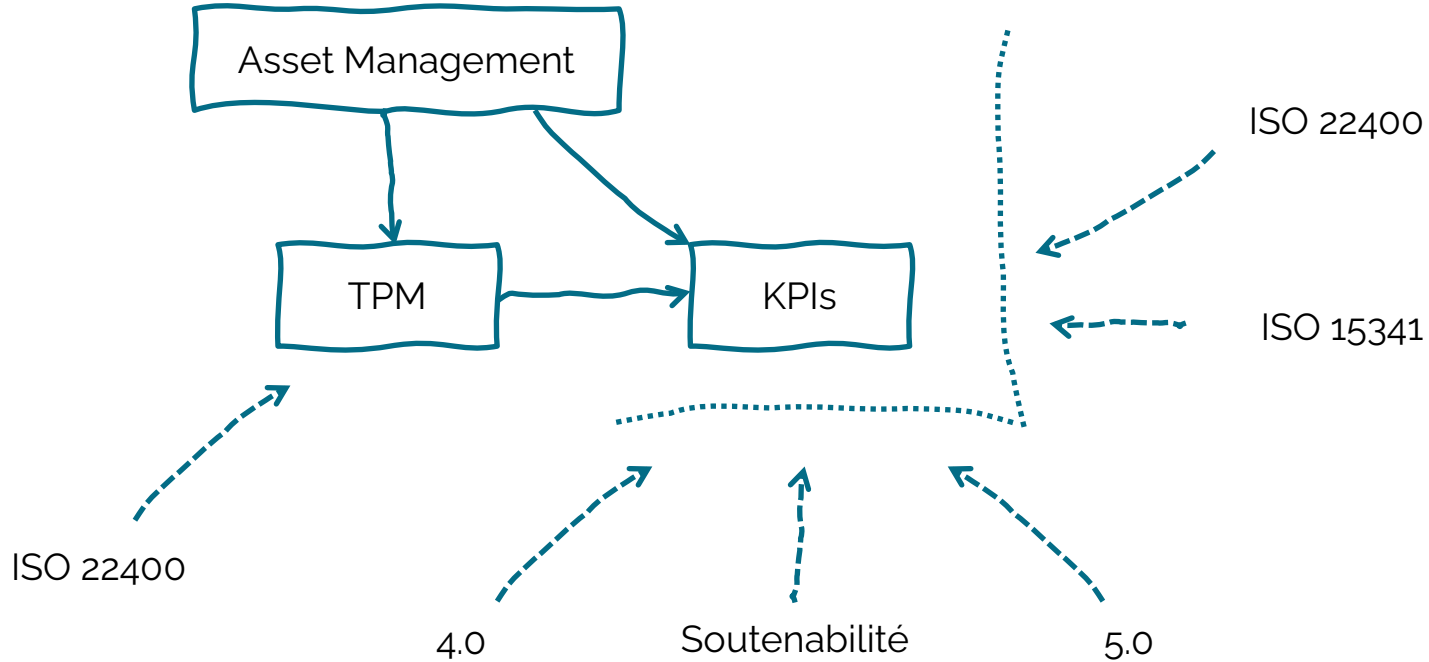 Asset Management
ISO 22400
TPM
KPIs
ISO 15341
ISO 22400
4.0
Soutenabilité
5.0